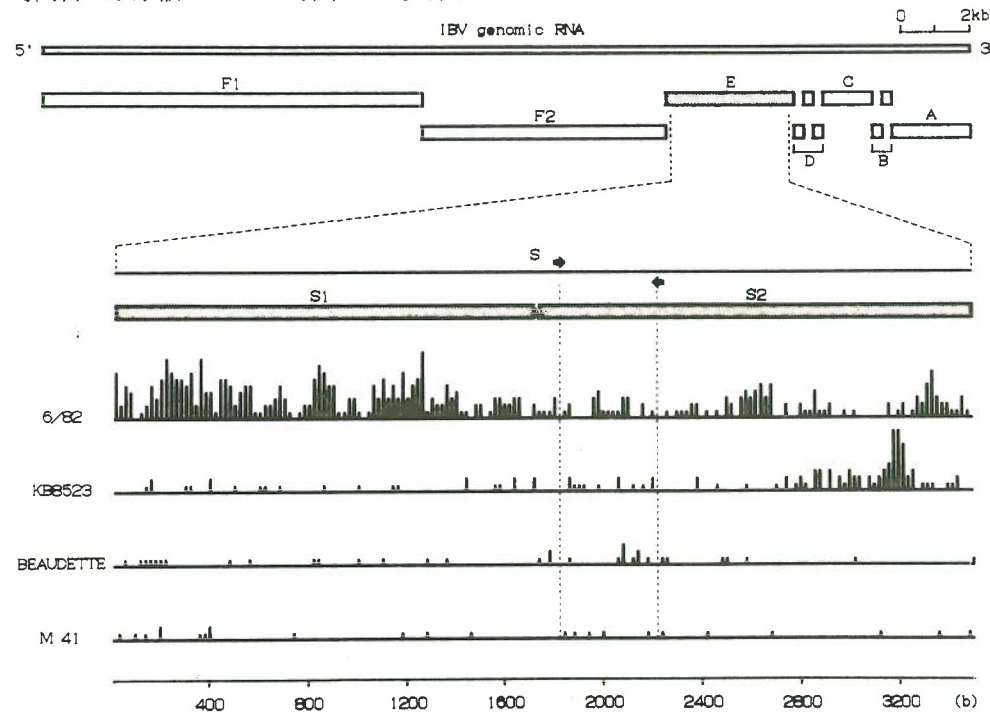 0 2kb
IBV genomic RNA
5' 3
F1 E C
F2 A
D B
S
S1 S2
6/82
KB8523
BEAUDETTE
M 41
400 800 1200 1600 2000 2400 2800 3200 (b)